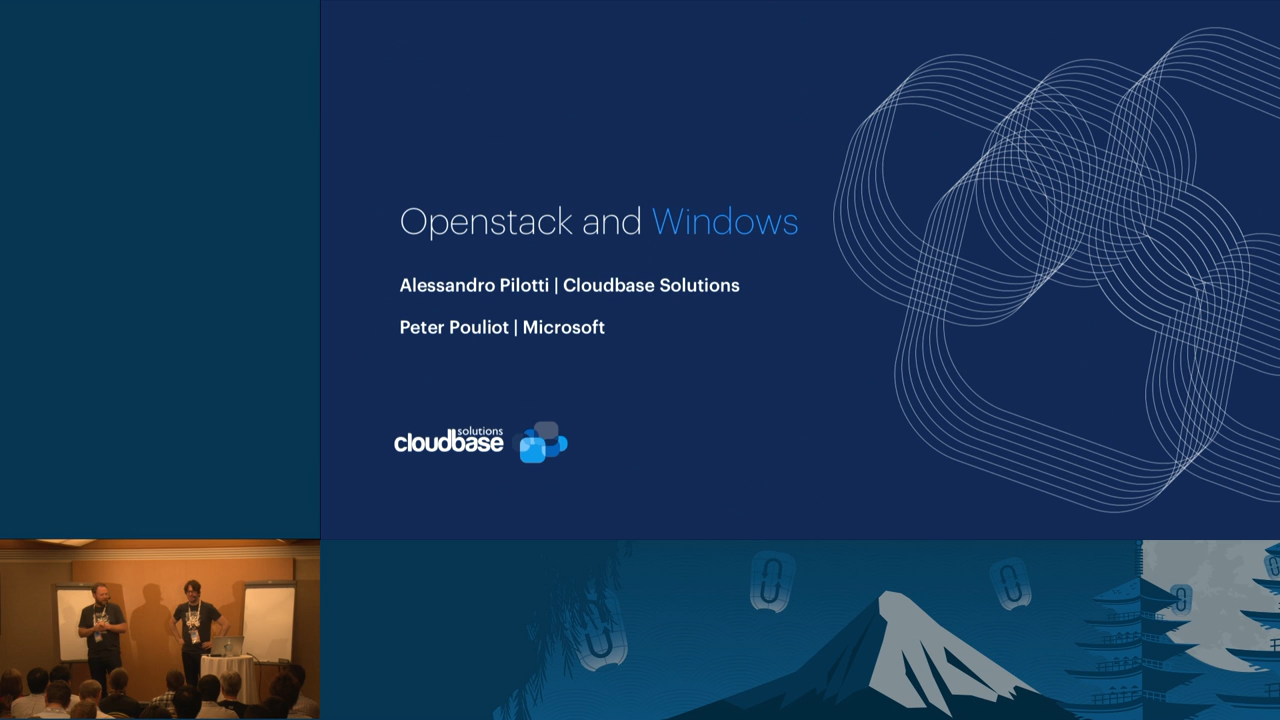 Openstack and Windows
Alessandro Pilotti | Cloudbase Solutions
Peter Pouliot | Microsoft
solutions
cloudbase